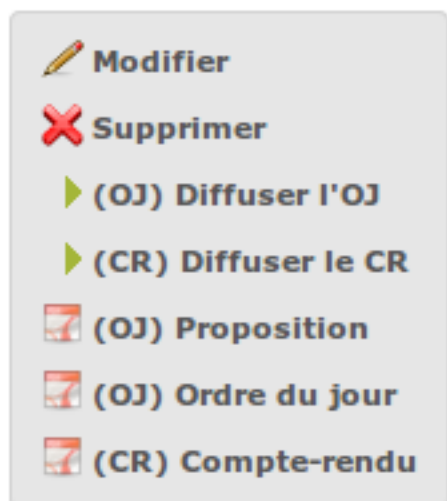 Modifier
Supprimer
(OJ) Diffuser l'OJ
(CR) Diffuser le CR
(OJ) Proposition
(OJ) Ordre du jour
(CR) Compte-rendu